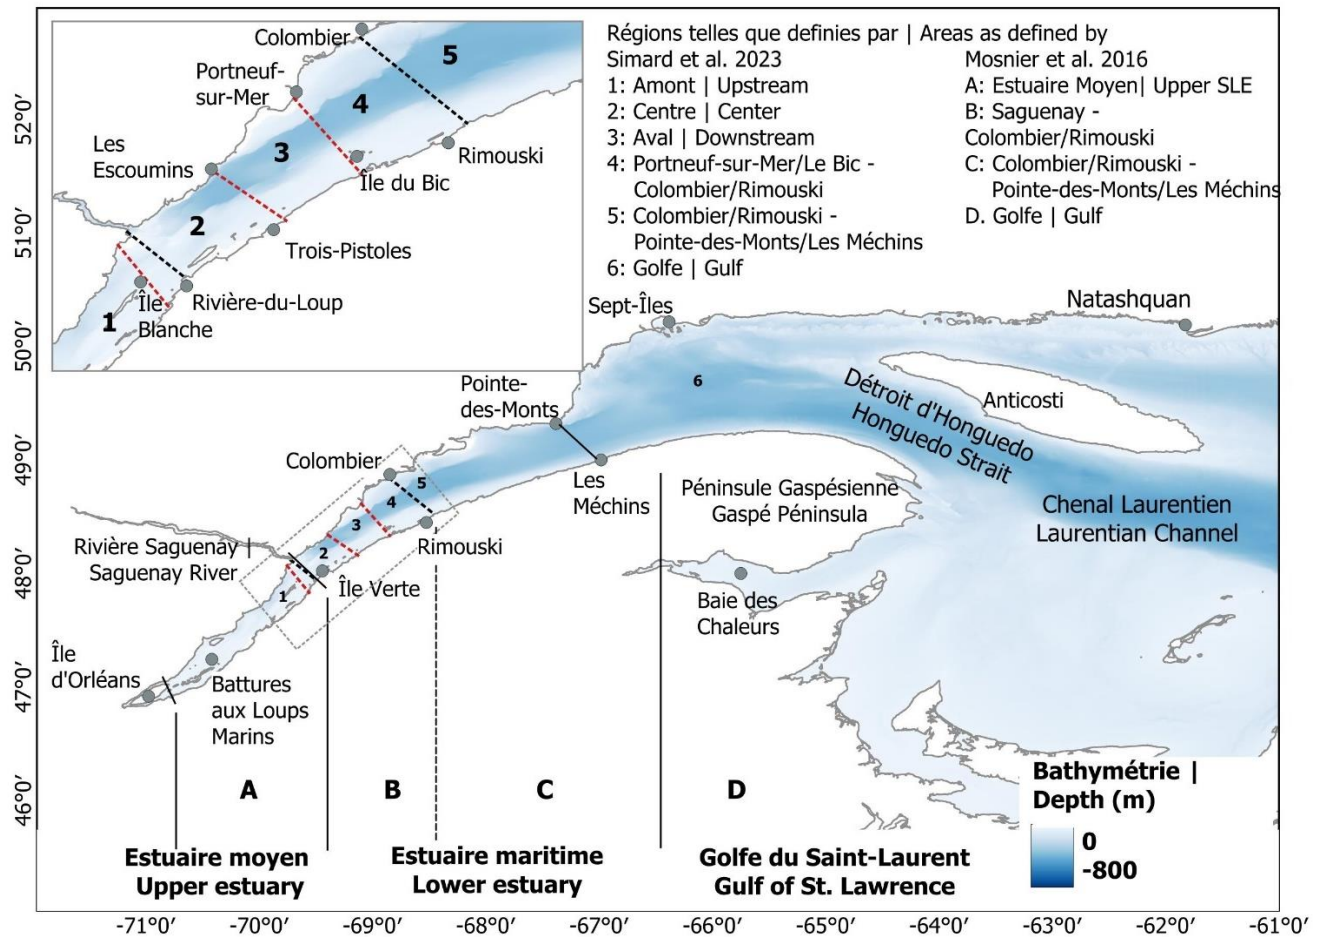 Régions telles que definies par | Areas as defined by
Simard et al. 2023
1: Amont | Upstream
2: Centre | Center
3: Aval | Downstream
4: Portneuf-sur-Mer/Le Bic -
Colombier/Rimouski
5: Colombier/Rimouski -
Pointe-des-Monts/Les Méchins
6: Golfe | Gulf
Mosnier et al. 2016
A: Estuaire Moyen| Upper SLE
B: Saguenay -
Colombier/Rimouski
C: Colombier/Rimouski -
Pointe-des-Monts/Les Méchins
D. Golfe | Gulf
Colombier
5
Portneuf-
sur-Mer
4
Les
Escoumins
3
Rimouski
Île du Bic
2
Trois-Pistoles
Île
Blanche
Rivière-du-Loup
1
Sept-Îles
Natashquan
6
Pointe-
des-Monts
Détroit d'Honguedo
Honguedo Strait
Anticosti
Colombier
5
4
3
2
1
Les
Méchins
Péninsule Gaspésienne
Gaspé Péninsula
Chenal Laurentien
Laurentian Channel
Rivière Saguenay |
Saguenay River
Rimouski
Île Verte
Baie des
Chaleurs
Île
d'Orléans
Battures
aux Loups
Marins
A
B
C
D
Bathymétrie |
Depth (m)
0
-800
Estuaire moyen
Upper estuary
Estuaire maritime
Lower estuary
Golfe du Saint-Laurent
Gulf of St. Lawrence
52°0′
51°0′
50°0′
49°0′
48°0′
47°0′
46°0′
-71°0′
-70°0′
-69°0′
-68°0′
-67°0′
-66°0′
-65°0′
-64°0′
-63°0′
-62°0′
-61°0′